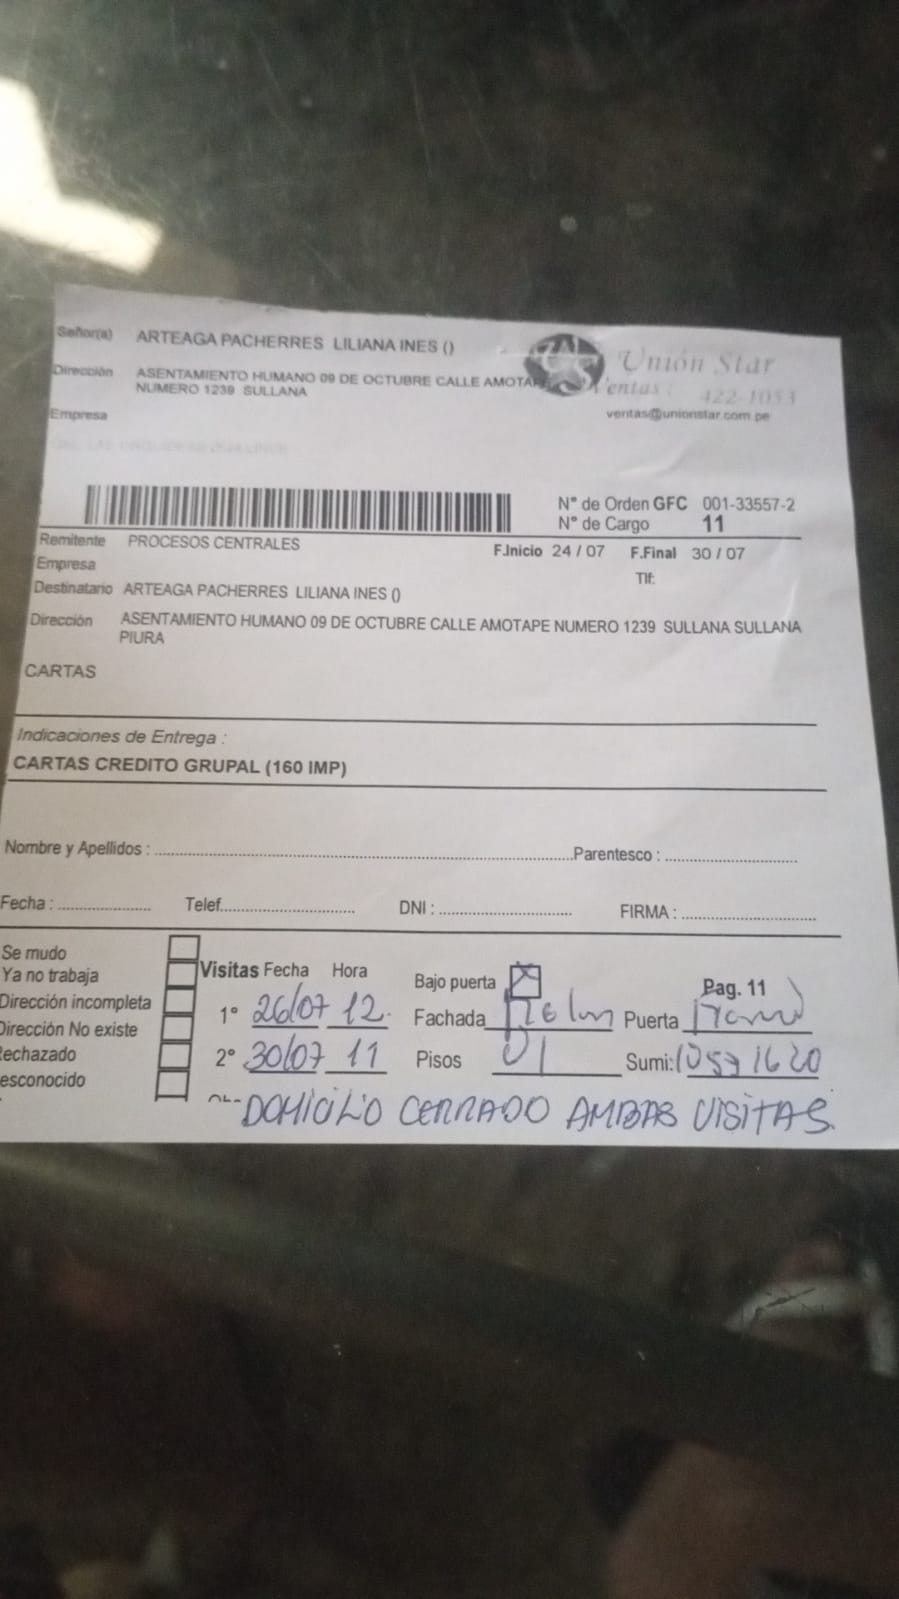 Señor(a) ARTEAGA PACHERRES LILIANA INES ()
Unión Star
Dirección ASENTAMIENTO HUMANO 09 DE OCTUBRE CALLE AMOTAPE
NUMERO 1239 SULLANA
Ventas : 422-1053
Empresa
ventas@unionstar.com.pe
N° de Orden GFC 001-33557-2
N° de Cargo 11
Remitente PROCESOS CENTRALES
F.Inicio 24 / 07 F.Final 30 / 07
Empresa
Tlf:
Destinatario ARTEAGA PACHERRES LILIANA INES ()
Dirección ASENTAMIENTO HUMANO 09 DE OCTUBRE CALLE AMOTAPE NUMERO 1239 SULLANA SULLANA
PIURA
CARTAS
Indicaciones de Entrega :
CARTAS CREDITO GRUPAL (160 IMP)
Nombre y Apellidos : Parentesco :
Fecha : Telef. DNI : FIRMA :
Se mudo
Ya no trabaja
Dirección incompleta
Dirección No existe
Rechazado
esconocido
Visitas Fecha Hora
1° 26/07 12
2° 30/07 11
Bajo puerta
Pag. 11
Fachada Puerta
Pisos 01 Sumi: 10571620
DOMICILIO CERRADO AMBAS VISITAS.